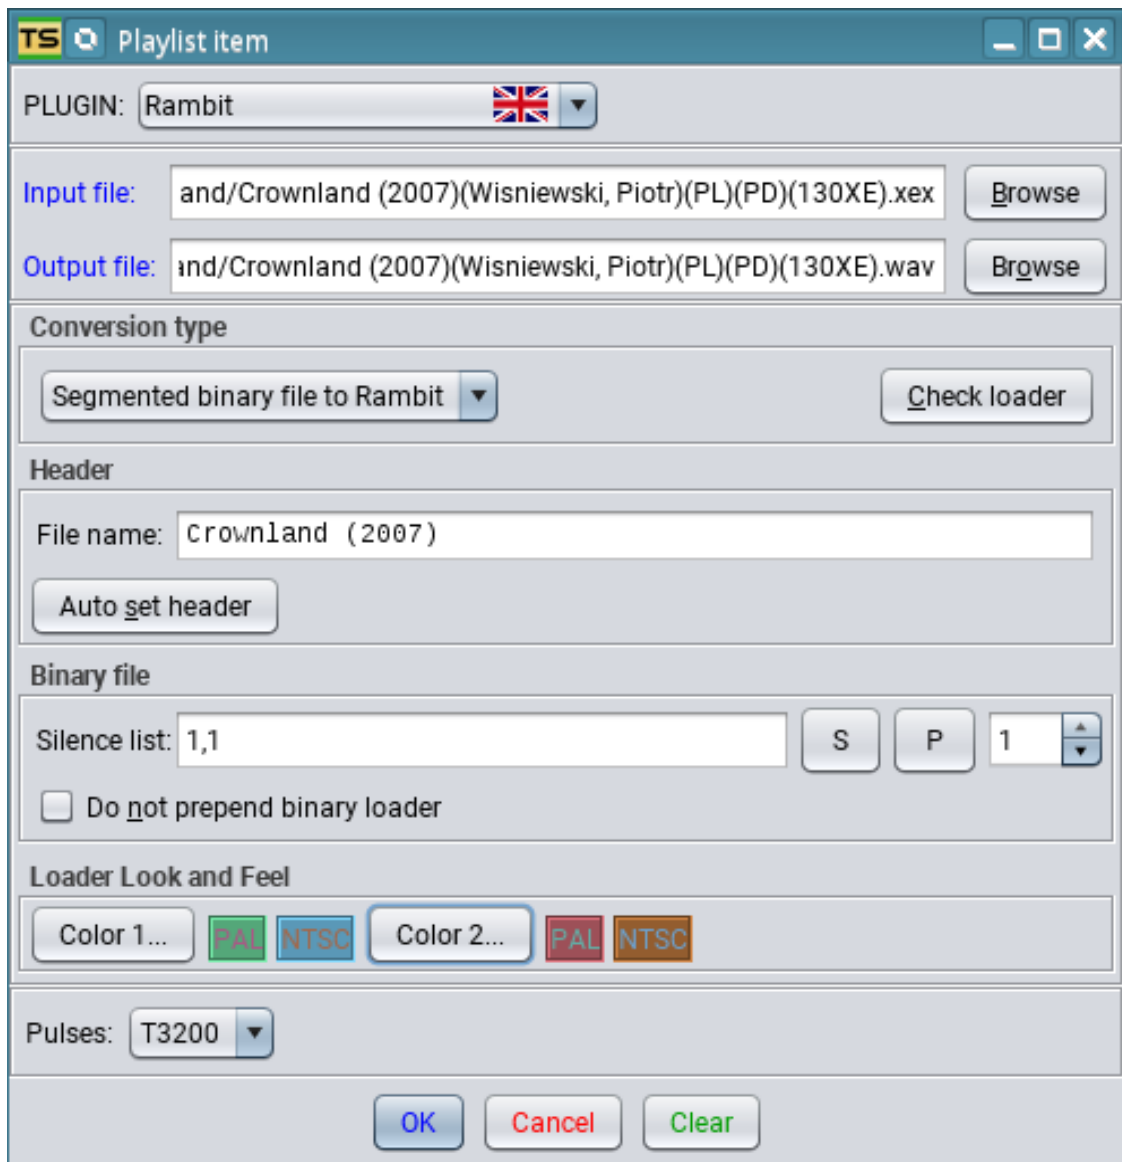 TS Playlist item
PLUGIN: Rambit
Input file: and/Crownland (2007)(Wisniewski, Piotr)(PL)(PD)(130XE).xex Browse
Output file: and/Crownland (2007)(Wisniewski, Piotr)(PL)(PD)(130XE).wav Browse
Conversion type
Segmented binary file to Rambit Check loader
Header
File name: Crownland (2007)
Auto set header
Binary file
Silence list: 1,1 S P 1
Do not prepend binary loader
Loader Look and Feel
Color 1... PAL NTSC Color 2... PAL NTSC
Pulses: T3200
OK Cancel Clear